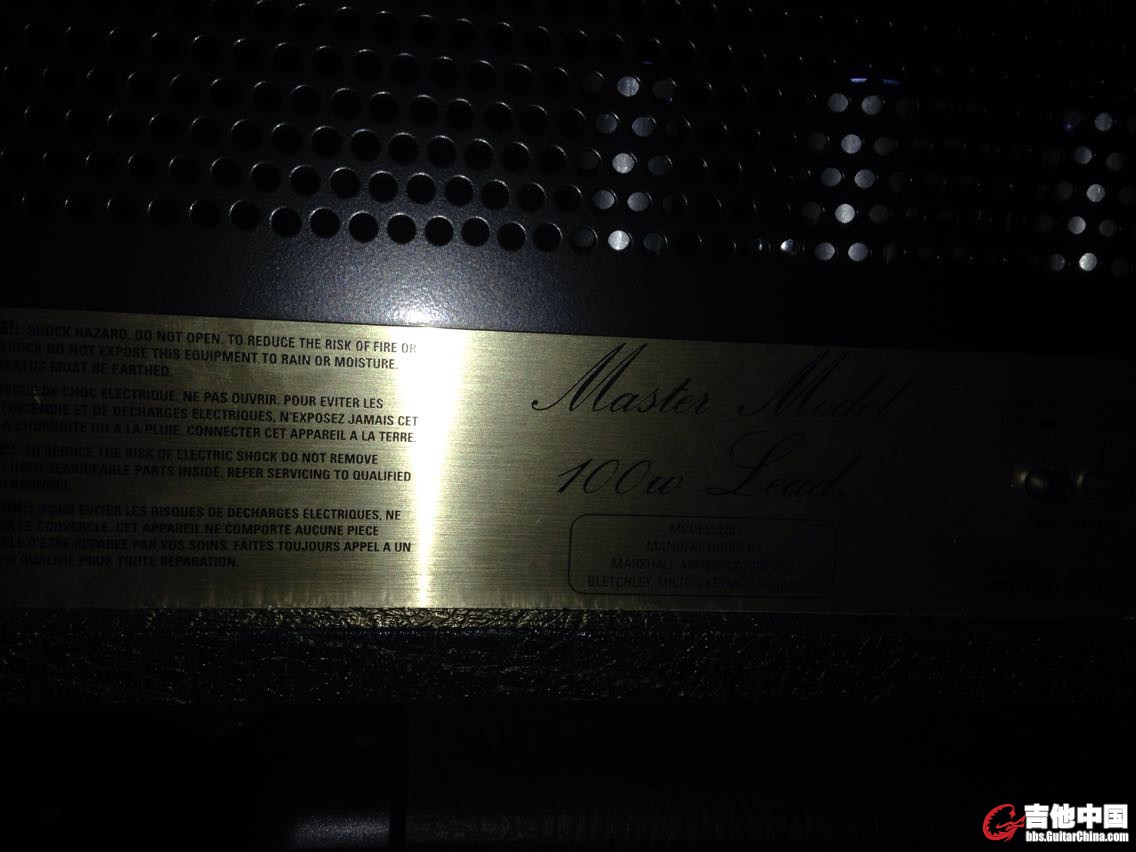 SHOCK HAZARD. DO NOT OPEN. TO REDUCE THE RISK OF FIRE OR
SHOCK DO NOT EXPOSE THIS EQUIPMENT TO RAIN OR MOISTURE.
MUST BE EARTHED.
DE CHOC ELECTRIQUE. NE PAS OUVRIR. POUR EVITER LES
INCENDIE ET DE DECHARGES ELECTRIQUES, N'EXPOSEZ JAMAIS CET
A L'HUMIDITE OU A LA PLUIE. CONNECTER CET APPAREIL A LA TERRE.
TO REDUCE THE RISK OF ELECTRIC SHOCK DO NOT REMOVE
USER SERVICEABLE PARTS INSIDE. REFER SERVICING TO QUALIFIED
POUR EVITER LES RISQUES DE DECHARGES ELECTRIQUES, NE
LE COUVERCLE. CET APPAREIL NE COMPORTE AUCUNE PIECE
D'ETRE REPAREE PAR VOS SOINS. FAITES TOUJOURS APPEL A UN
QUALIFIE POUR TOUTE REPARATION.
Master Model
100w Lead.
MODEL:
MANUFACTURED BY
MARSHALL AMPLIFICATION PLC
BLETCHLEY, MILTON KEYNES, ENGLAND
吉他中国
bbs.GuitarChina.com